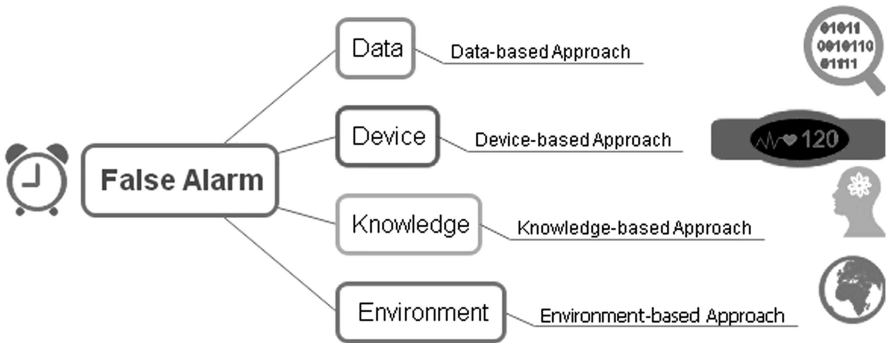 False Alarm
Data
Data-based Approach
01011
0010110
01111
Device
Device-based Approach
120
Knowledge
Knowledge-based Approach
Environment
Environment-based Approach